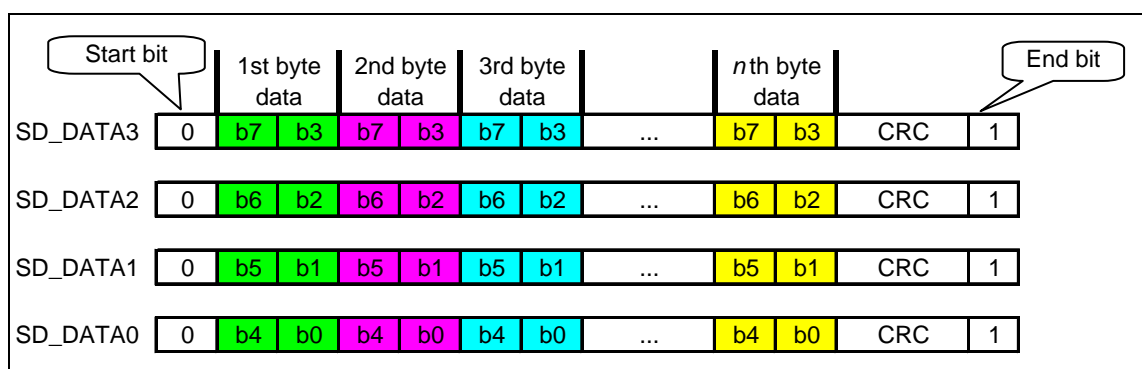 Start bit
1st byte data
2nd byte data
3rd byte data
nth byte data
End bit
SD_DATA3 0 b7 b3 b7 b3 b7 b3 ... b7 b3 CRC 1
SD_DATA2 0 b6 b2 b6 b2 b6 b2 ... b6 b2 CRC 1
SD_DATA1 0 b5 b1 b5 b1 b5 b1 ... b5 b1 CRC 1
SD_DATA0 0 b4 b0 b4 b0 b4 b0 ... b4 b0 CRC 1